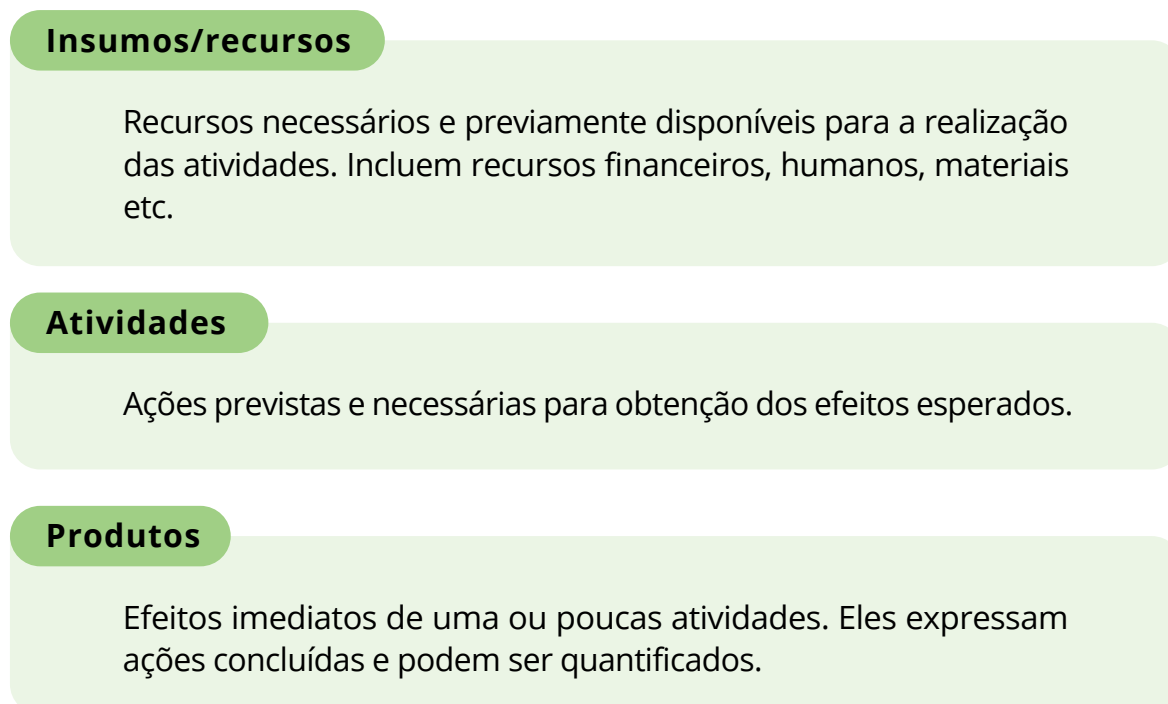 Insumos/recursos
Recursos necessários e previamente disponíveis para a realização
das atividades. Incluem recursos financeiros, humanos, materiais
etc.
Atividades
Ações previstas e necessárias para obtenção dos efeitos esperados.
Produtos
Efeitos imediatos de uma ou poucas atividades. Eles expressam
ações concluídas e podem ser quantificados.